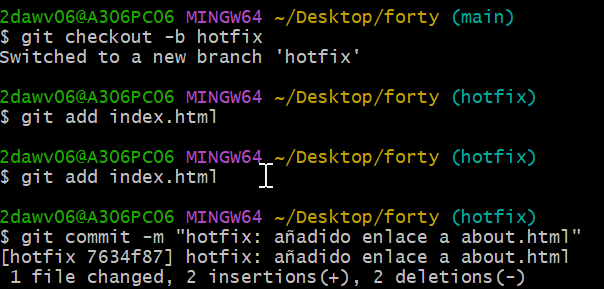 2dawv06@A306PC06 MINGW64 ~/Desktop/forty (main)
$ git checkout -b hotfix
Switched to a new branch 'hotfix'
2dawv06@A306PC06 MINGW64 ~/Desktop/forty (hotfix)
$ git add index.html
2dawv06@A306PC06 MINGW64 ~/Desktop/forty (hotfix)
$ git add index.html
2dawv06@A306PC06 MINGW64 ~/Desktop/forty (hotfix)
$ git commit -m "hotfix: añadido enlace a about.html"
[hotfix 7634f87] hotfix: añadido enlace a about.html
 1 file changed, 2 insertions(+), 2 deletions(-)